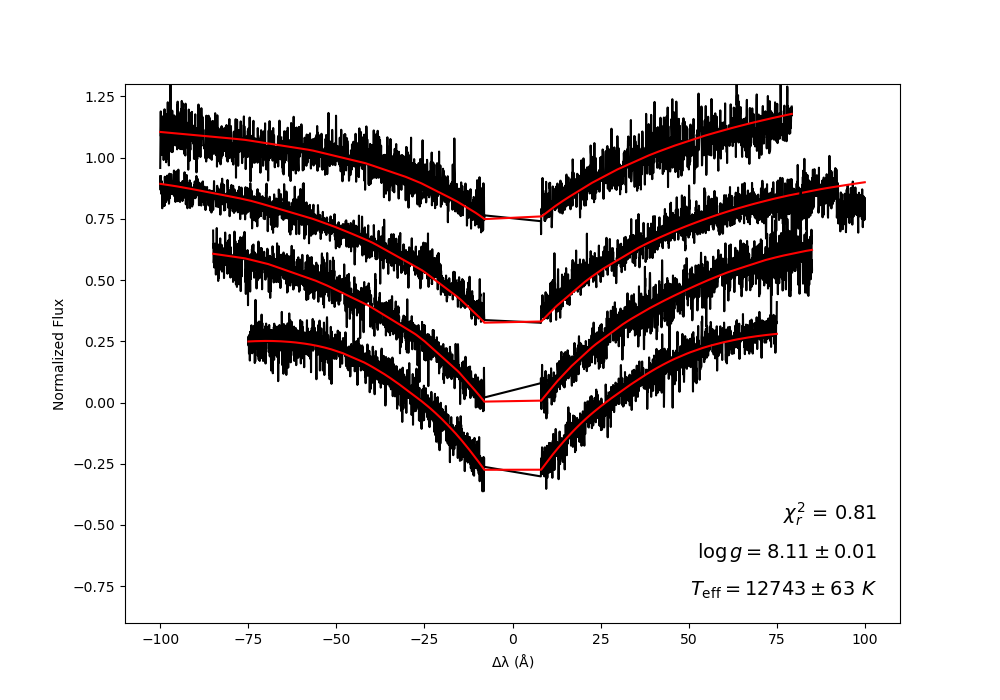 1.25
1.00
0.75
0.50
0.25
0.00
−0.25
−0.50
−0.75
Normalized Flux
χ²ᵣ = 0.81
log g = 8.11 ± 0.01
T_eff = 12743 ± 63 K
−100 −75 −50 −25 0 25 50 75 100
Δλ (Å)